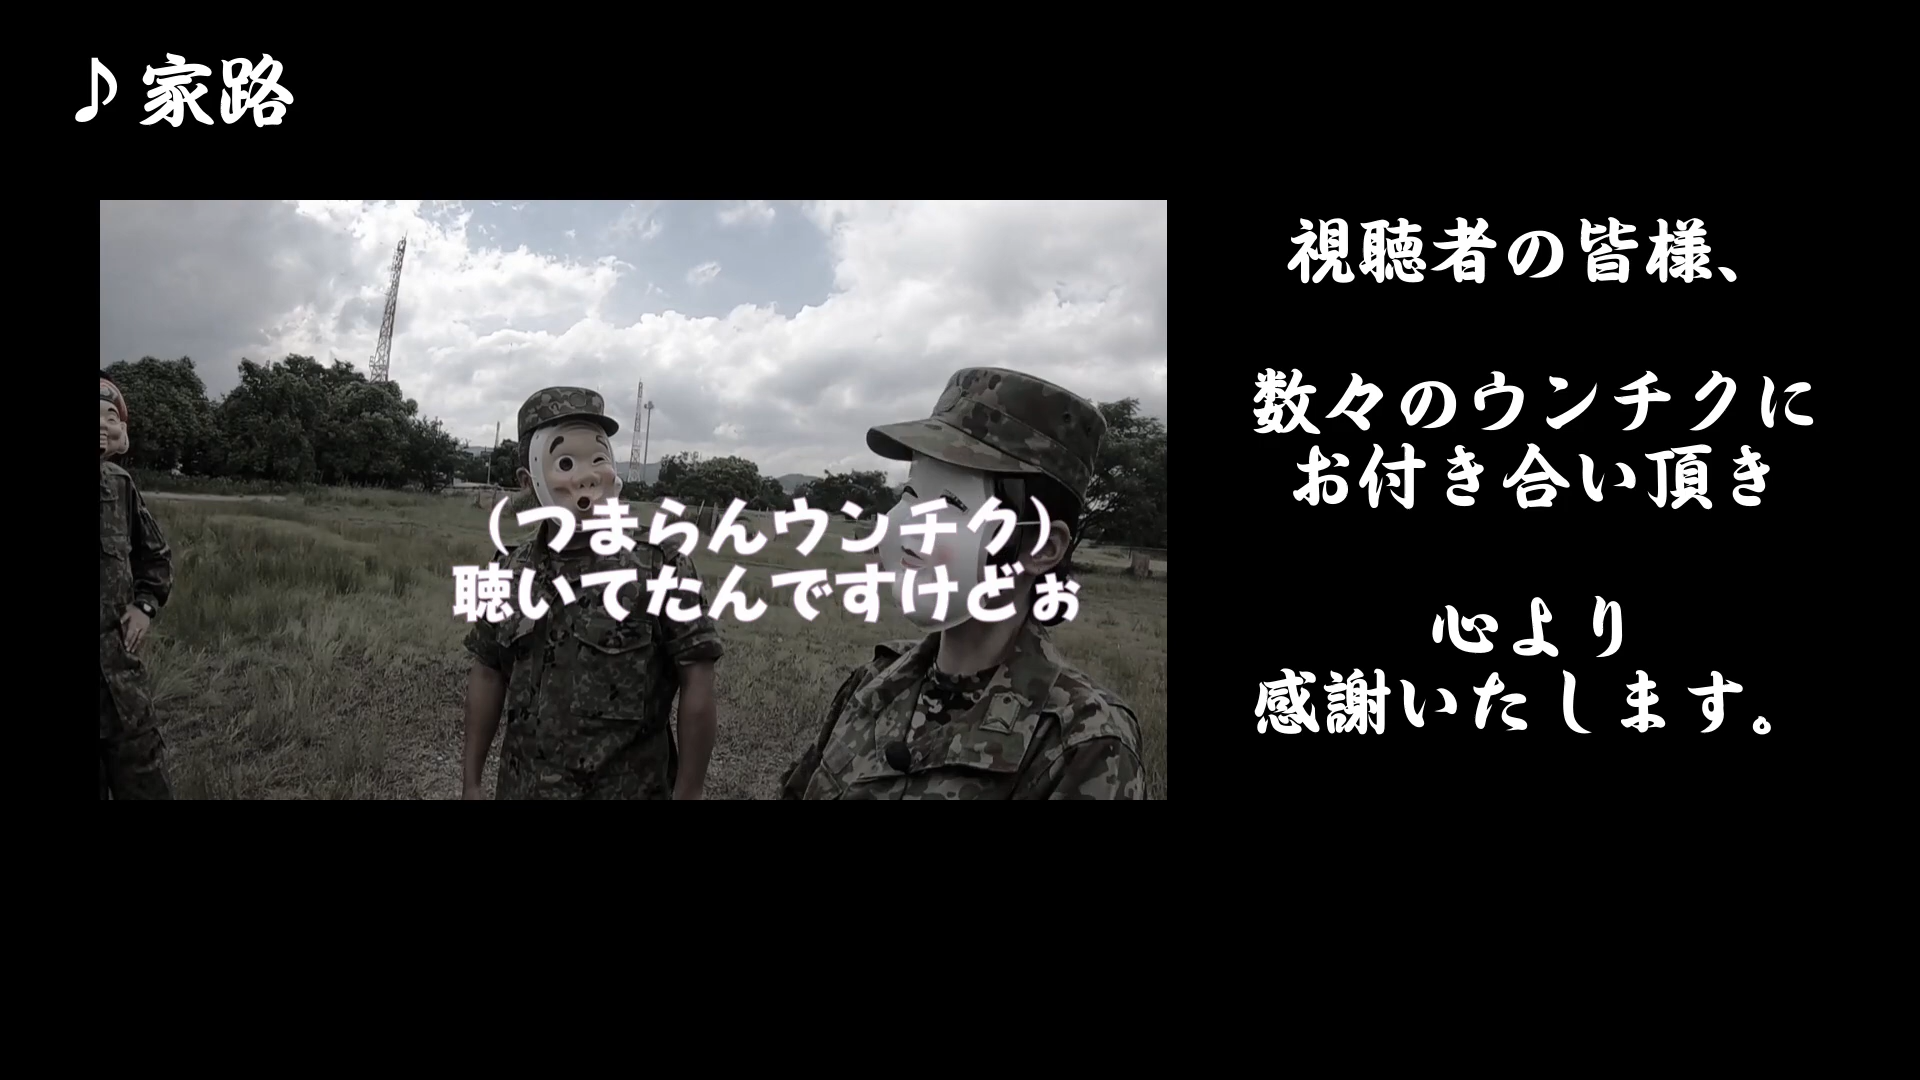 ♪家路
（つまらんウンチク）
聴いてたんですけどぉ
視聴者の皆様、
数々のウンチクに
お付き合い頂き
心より
感謝いたします。